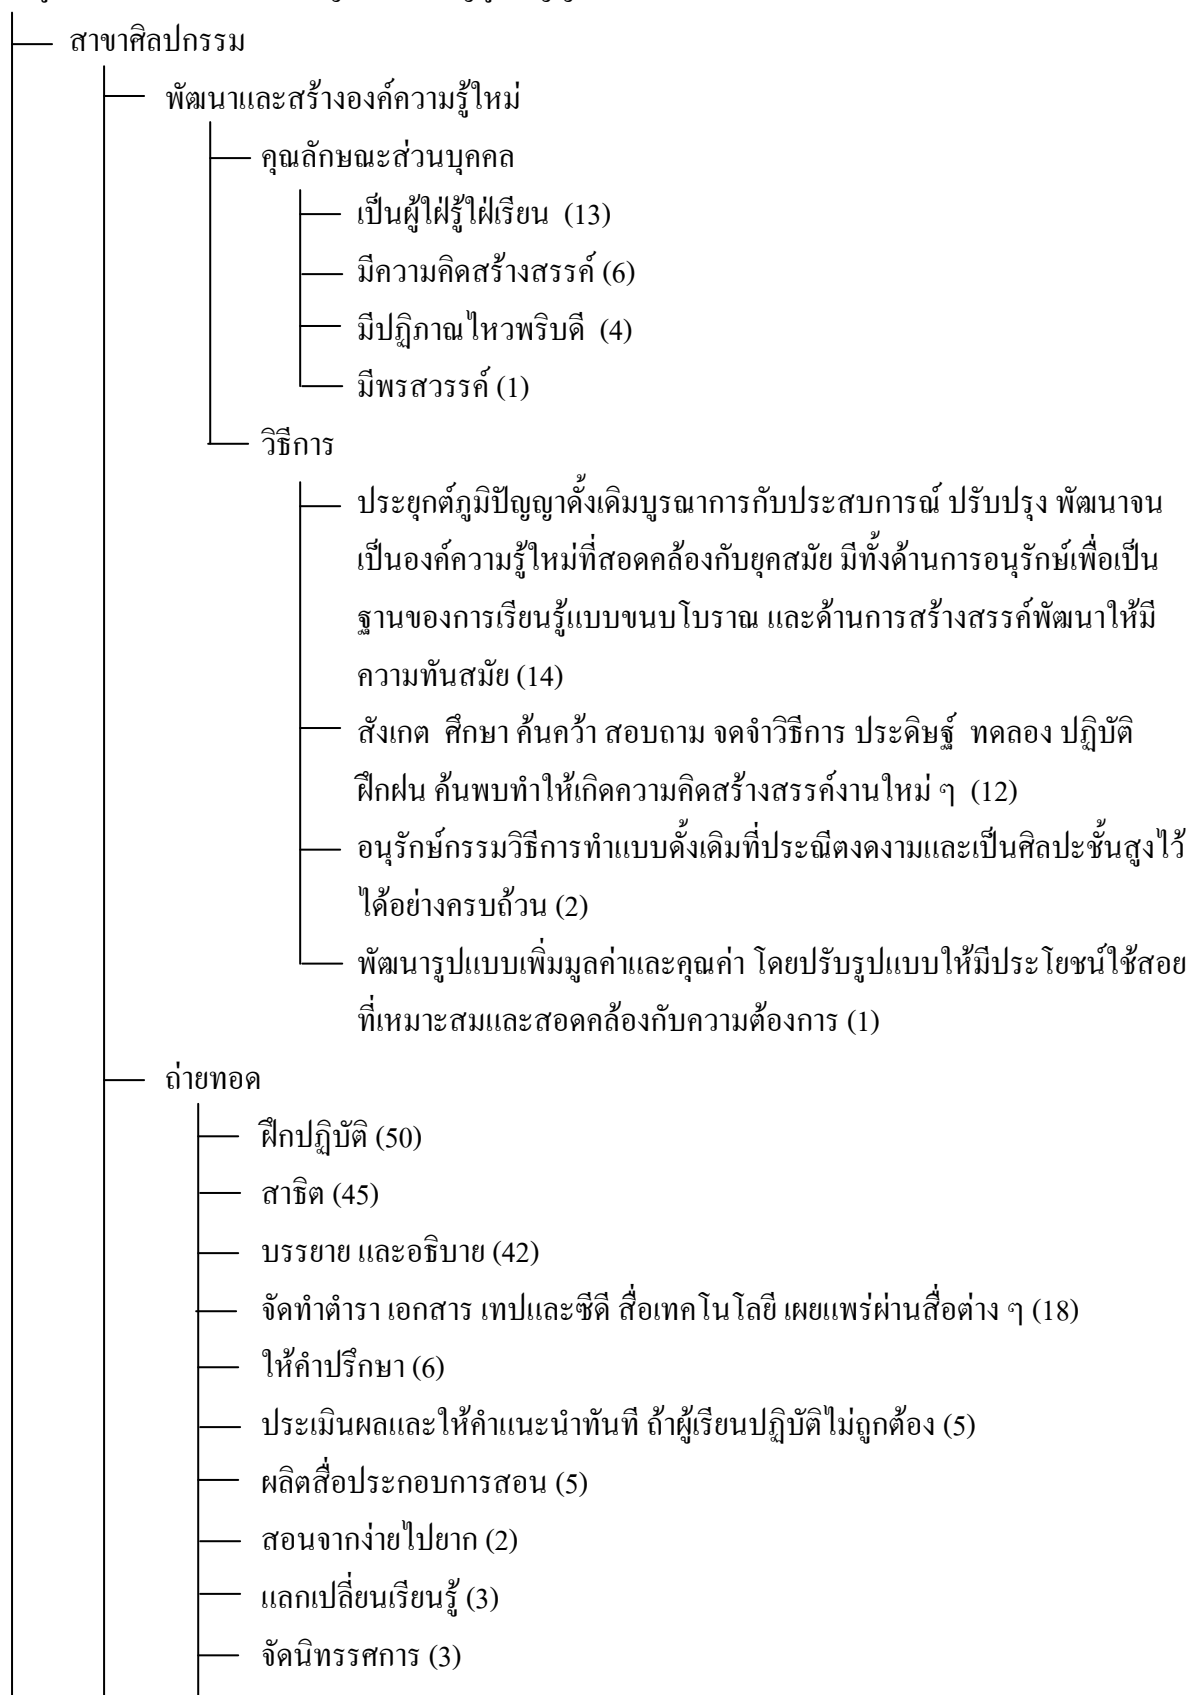 สาขาศิลปกรรม
พัฒนาและสร้างองค์ความรู้ใหม่
คุณลักษณะส่วนบุคคล
เป็นผู้ใฝ่รู้ใฝ่เรียน (13)
มีความคิดสร้างสรรค์ (6)
มีปฏิภาณไหวพริบดี (4)
มีพรสวรรค์ (1)
วิธีการ
ประยุกต์ภูมิปัญญาดั้งเดิมบูรณาการกับประสบการณ์ ปรับปรุง พัฒนาจน
เป็นองค์ความรู้ใหม่ที่สอดคล้องกับยุคสมัย มีทั้งด้านการอนุรักษ์เพื่อเป็น
ฐานของการเรียนรู้แบบขนบโบราณ และด้านการสร้างสรรค์พัฒนาให้มี
ความทันสมัย (14)
สังเกต ศึกษา ค้นคว้า สอบถาม จดจำวิธีการ ประดิษฐ์ ทดลอง ปฏิบัติ
ฝึกฝน ค้นพบทำให้เกิดความคิดสร้างสรรค์งานใหม่ ๆ (12)
อนุรักษ์กรรมวิธีการทำแบบดั้งเดิมที่ประณีตงดงามและเป็นศิลปะชั้นสูงไว้
ได้อย่างครบถ้วน (2)
พัฒนารูปแบบเพิ่มมูลค่าและคุณค่า โดยปรับรูปแบบให้มีประโยชน์ใช้สอย
ที่เหมาะสมและสอดคล้องกับความต้องการ (1)
ถ่ายทอด
ฝึกปฏิบัติ (50)
สาธิต (45)
บรรยาย และอธิบาย (42)
จัดทำตำรา เอกสาร เทปและซีดี สื่อเทคโนโลยี เผยแพร่ผ่านสื่อต่าง ๆ (18)
ให้คำปรึกษา (6)
ประเมินผลและให้คำแนะนำทันที ถ้าผู้เรียนปฏิบัติไม่ถูกต้อง (5)
ผลิตสื่อประกอบการสอน (5)
สอนจากง่ายไปยาก (2)
แลกเปลี่ยนเรียนรู้ (3)
จัดนิทรรศการ (3)